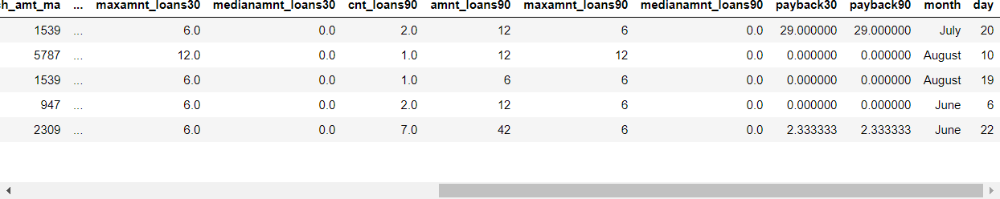 ch_amt_ma ... maxamnt_loans30 medianamnt_loans30 cnt_loans90 amnt_loans90 maxamnt_loans90 medianamnt_loans90 payback30 payback90 month day
1539 ... 6.0 0.0 2.0 12 6 0.0 29.000000 29.000000 July 20
5787 ... 12.0 0.0 1.0 12 12 0.0 0.000000 0.000000 August 10
1539 ... 6.0 0.0 1.0 6 6 0.0 0.000000 0.000000 August 19
947 ... 6.0 0.0 2.0 12 6 0.0 0.000000 0.000000 June 6
2309 ... 6.0 0.0 7.0 42 6 0.0 2.333333 2.333333 June 22